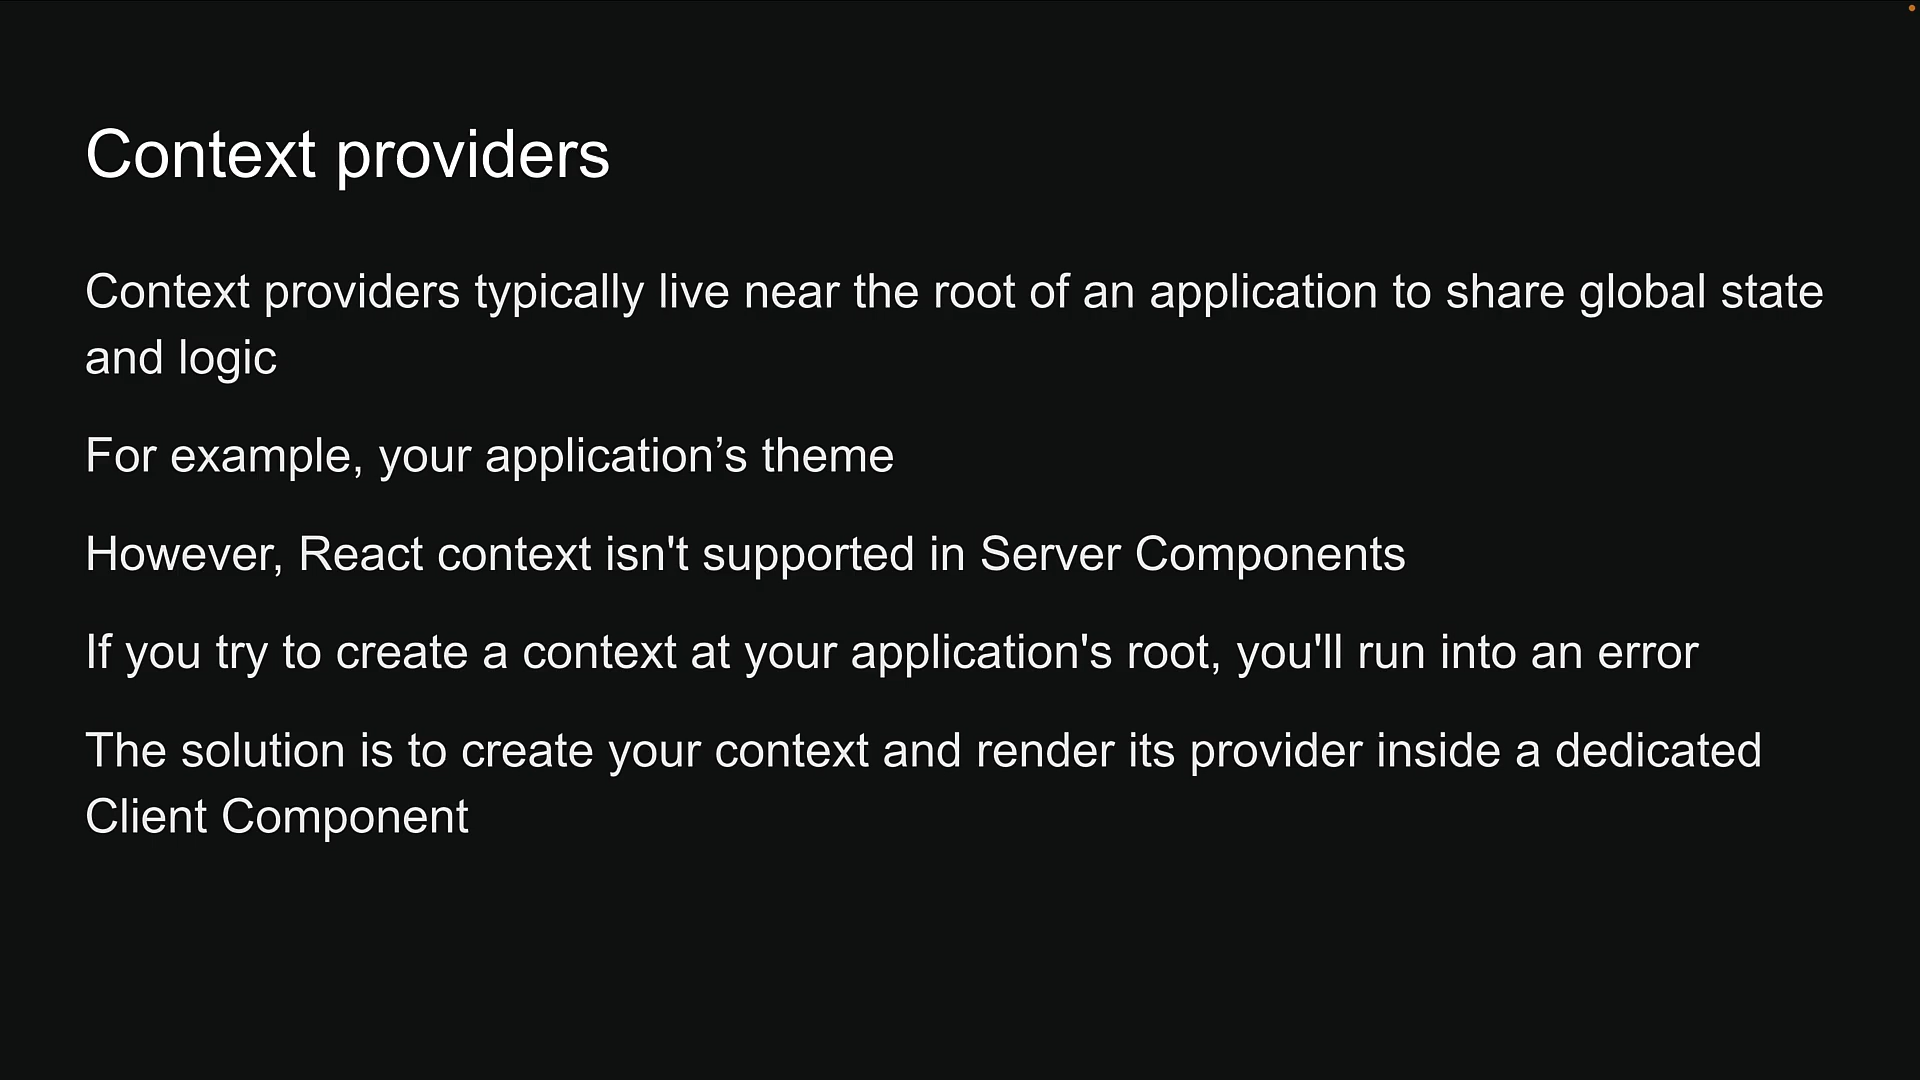 Context providers
Context providers typically live near the root of an application to share global state
and logic
For example, your application’s theme
However, React context isn't supported in Server Components
If you try to create a context at your application's root, you'll run into an error
The solution is to create your context and render its provider inside a dedicated
Client Component